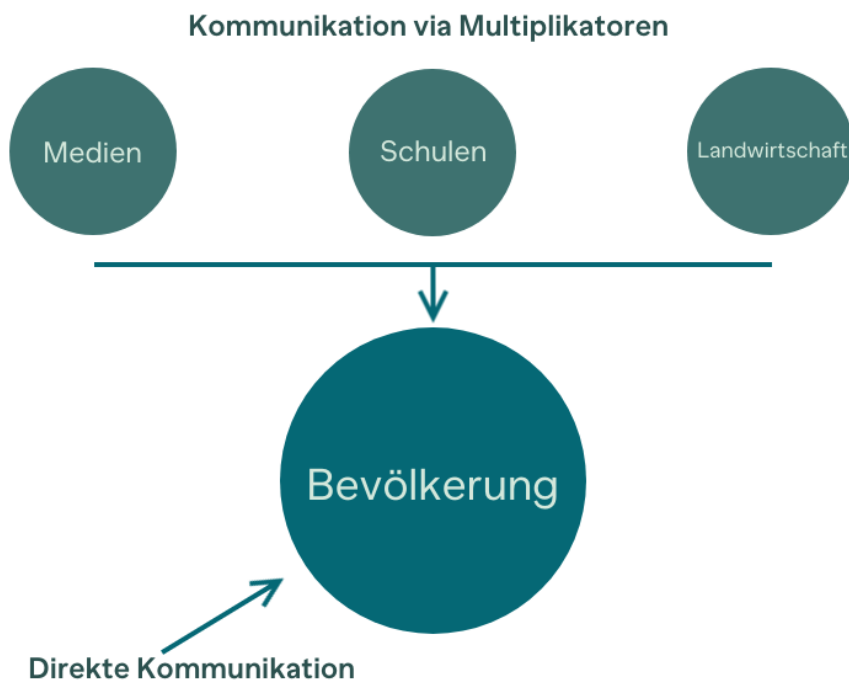 Kommunikation via Multiplikatoren
Medien
Schulen
Landwirtschaft
Bevölkerung
Direkte Kommunikation